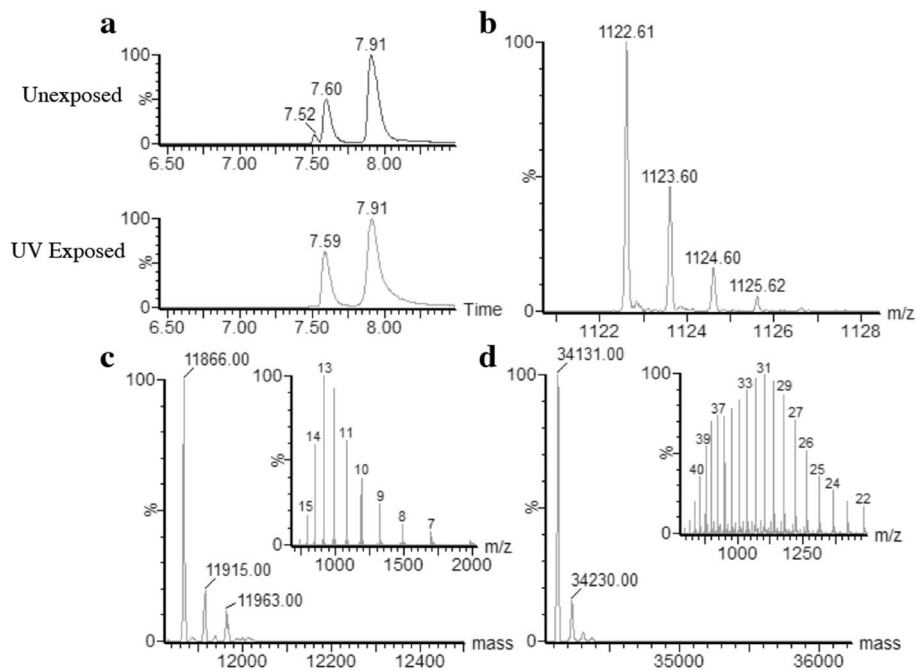 a
Unexposed
100
%
0
7.52
7.60
7.91
6.50 7.00 7.50 8.00
UV Exposed
100
%
0
7.59
7.91
6.50 7.00 7.50 8.00
Time
b
100
%
0
1122.61
1123.60
1124.60
1125.62
1122 1124 1126 1128
m/z
c
100
%
0
11866.00
11915.00
11963.00
12000 12200 12400
mass
100
%
0
15 14 13 11 10 9 8 7
1000 1500 2000
m/z
d
100
%
0
34131.00
34230.00
35000 36000
mass
100
%
0
40 39 37 33 31 29 27 26 25 24 22
1000 1250
m/z